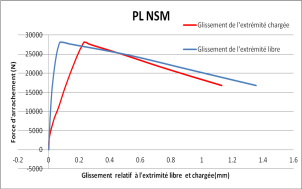 PL NSM
Glissement de l'extrémité chargée
Glissement de l'extrémité libre
Force d'arrachement (N)
30000
25000
20000
15000
10000
5000
0
-5000
-0.2 0 0.2 0.4 0.6 0.8 1 1.2 1.4 1.6
Glissement relatif à l'extrimité libre et chargée(mm)